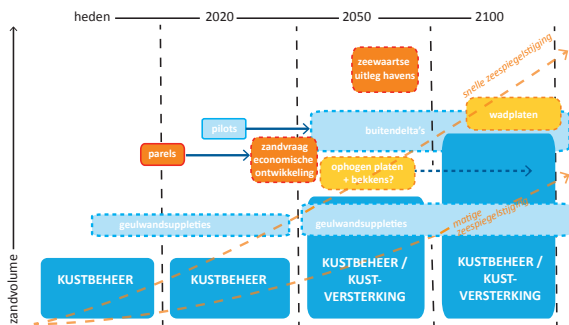 heden 2020 2050 2100
zeewaartse
uitleg havens
snelle zeespiegelstijging
wadplaten
pilots
buitendelta's
parels
zandvraag
economische
ontwikkeling
ophogen platen
+ bekkens?
geulwandsuppleties
geulwandsuppleties
matige
zeespiegelstijging
KUSTBEHEER
KUSTBEHEER
KUSTBEHEER /
KUST-
VERSTERKING
KUSTBEHEER /
KUST-
VERSTERKING
zandvolume